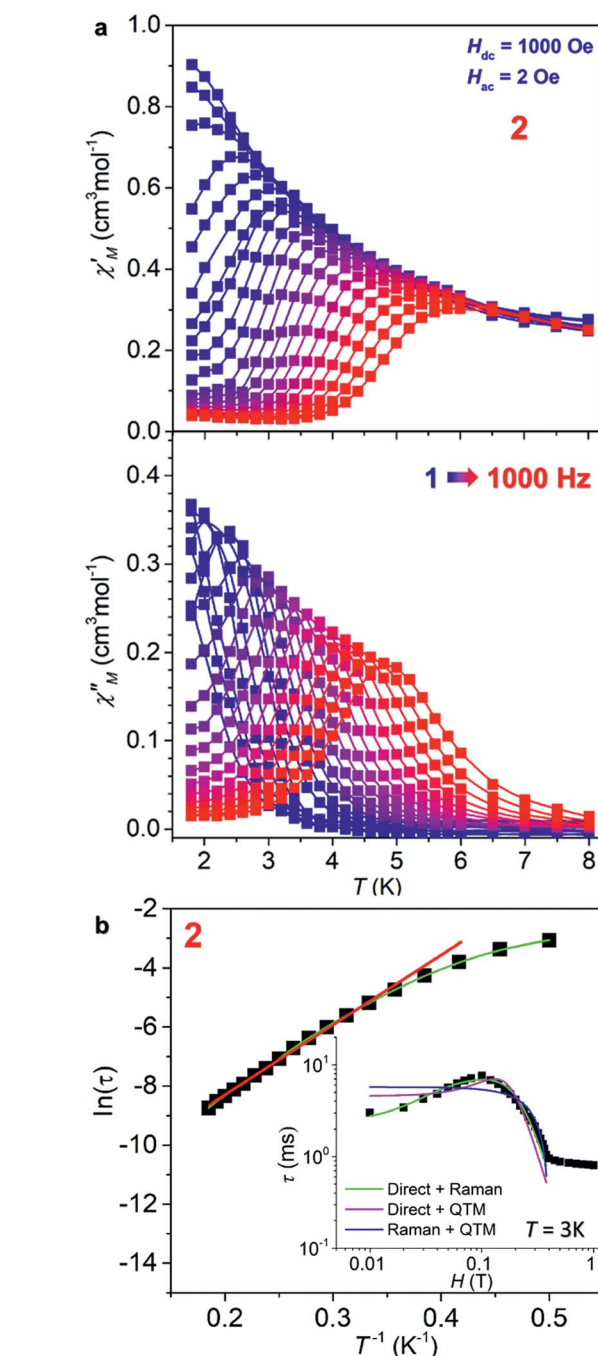 a
1.0
H_dc = 1000 Oe
H_ac = 2 Oe
2
0.8
0.6
0.4
0.2
0.0
χ′_M (cm³mol⁻¹)
1 ➡ 1000 Hz
0.4
0.3
0.2
0.1
0.0
χ″_M (cm³mol⁻¹)
2 3 4 5 6 7 8
T (K)
b
2
-2
-4
-6
-8
-10
-12
-14
ln(τ)
10¹
10⁰
10⁻¹
τ (ms)
Direct + Raman
Direct + QTM
Raman + QTM
T = 3K
0.01 0.1 1
H (T)
0.2 0.3 0.4 0.5
T⁻¹ (K⁻¹)